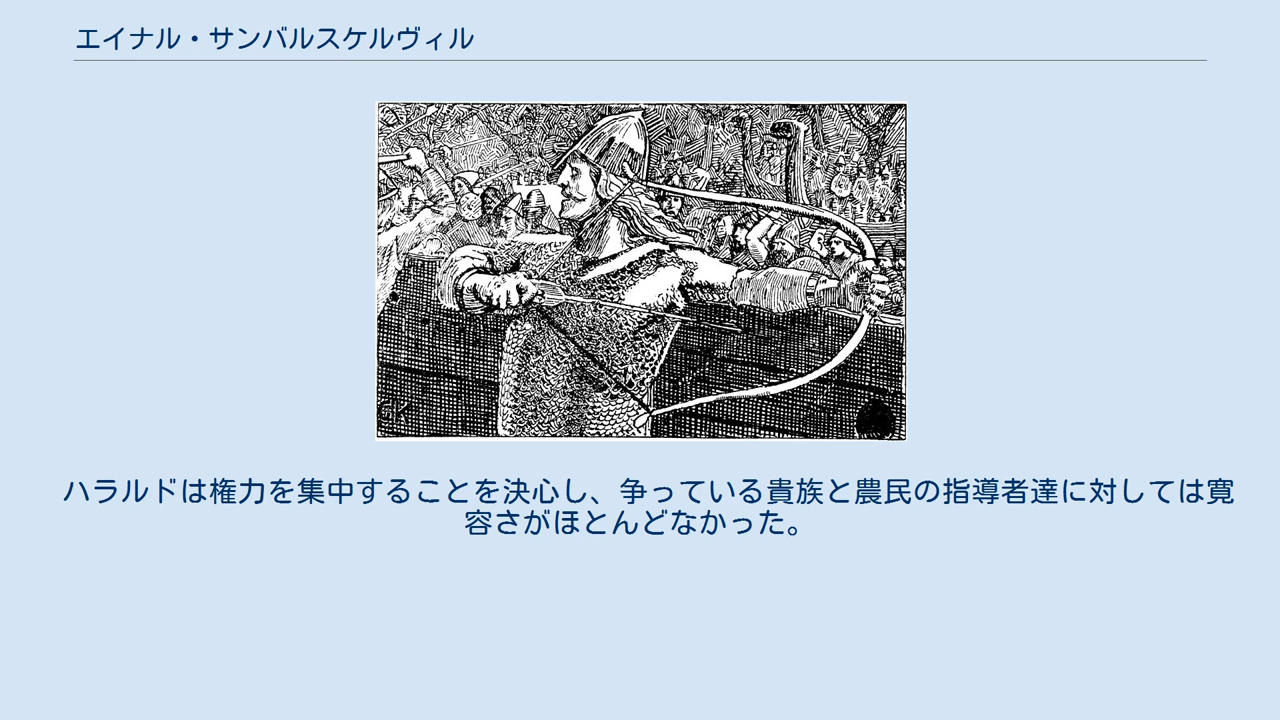 エイナル・サンバルスケルヴィル
CK
ハラルドは権力を集中することを決心し、争っている貴族と農民の指導者達に対しては寛
容さがほとんどなかった。